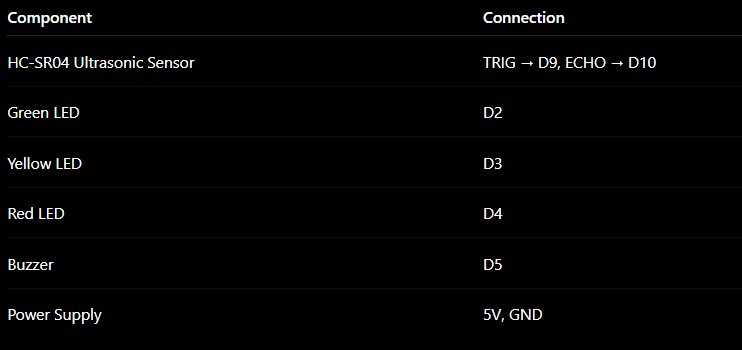 Component Connection
HC-SR04 Ultrasonic Sensor TRIG → D9, ECHO → D10
Green LED D2
Yellow LED D3
Red LED D4
Buzzer D5
Power Supply 5V, GND